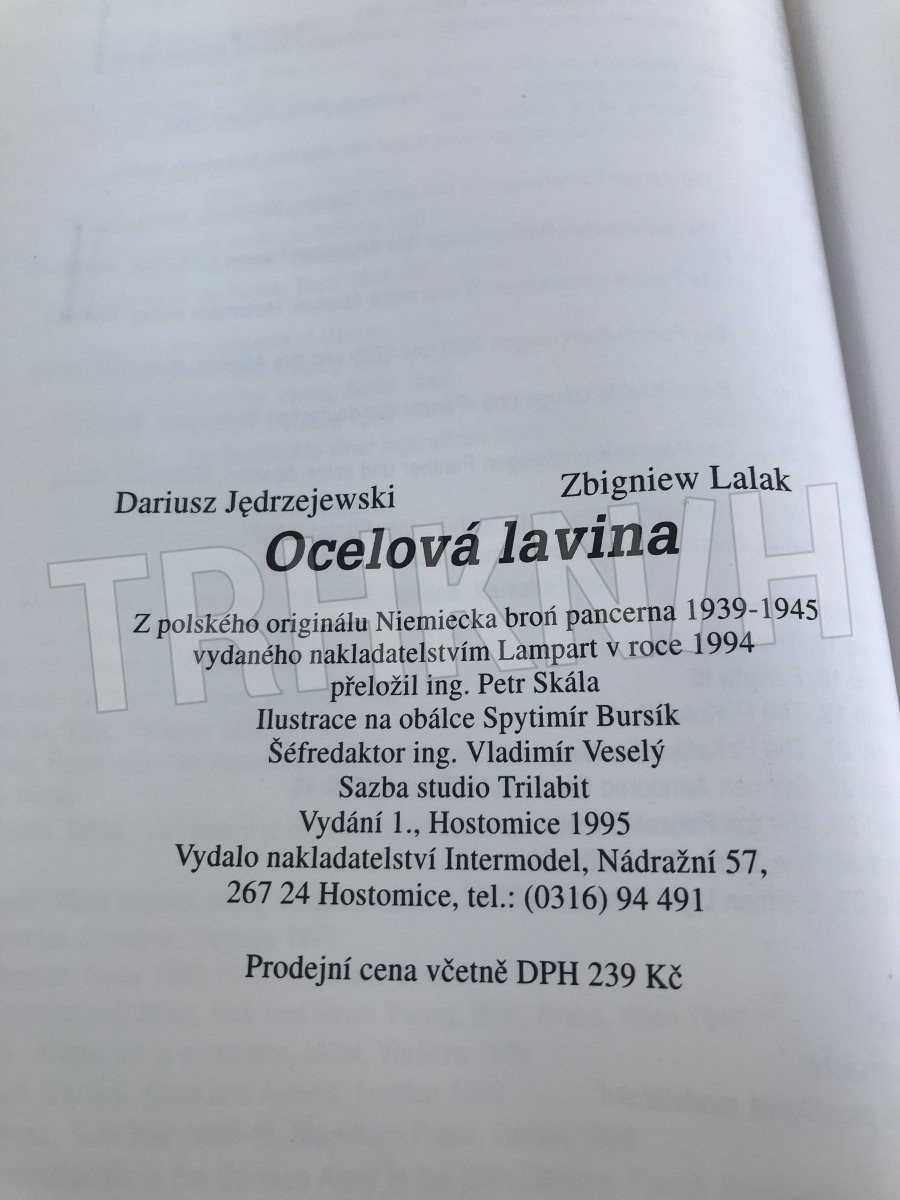 Dariusz Jędrzejewski Zbigniew Lalak
Ocelová lavina
TRHKNIH
Z polského originálu Niemiecka broń pancerna 1939-1945
vydaného nakladatelstvím Lampart v roce 1994
přeložil ing. Petr Skála
Ilustrace na obálce Spytimír Bursík
Šéfredaktor ing. Vladimír Veselý
Sazba studio Trilabit
Vydání 1., Hostomice 1995
Vydalo nakladatelství Intermodel, Nádražní 57,
267 24 Hostomice, tel.: (0316) 94 491
Prodejní cena včetně DPH 239 Kč